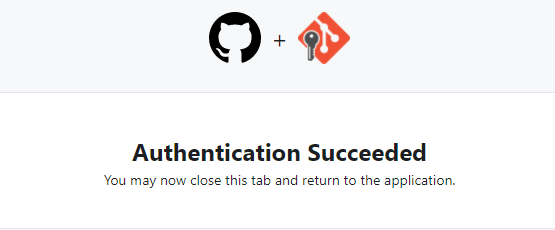 +
Authentication Succeeded
You may now close this tab and return to the application.